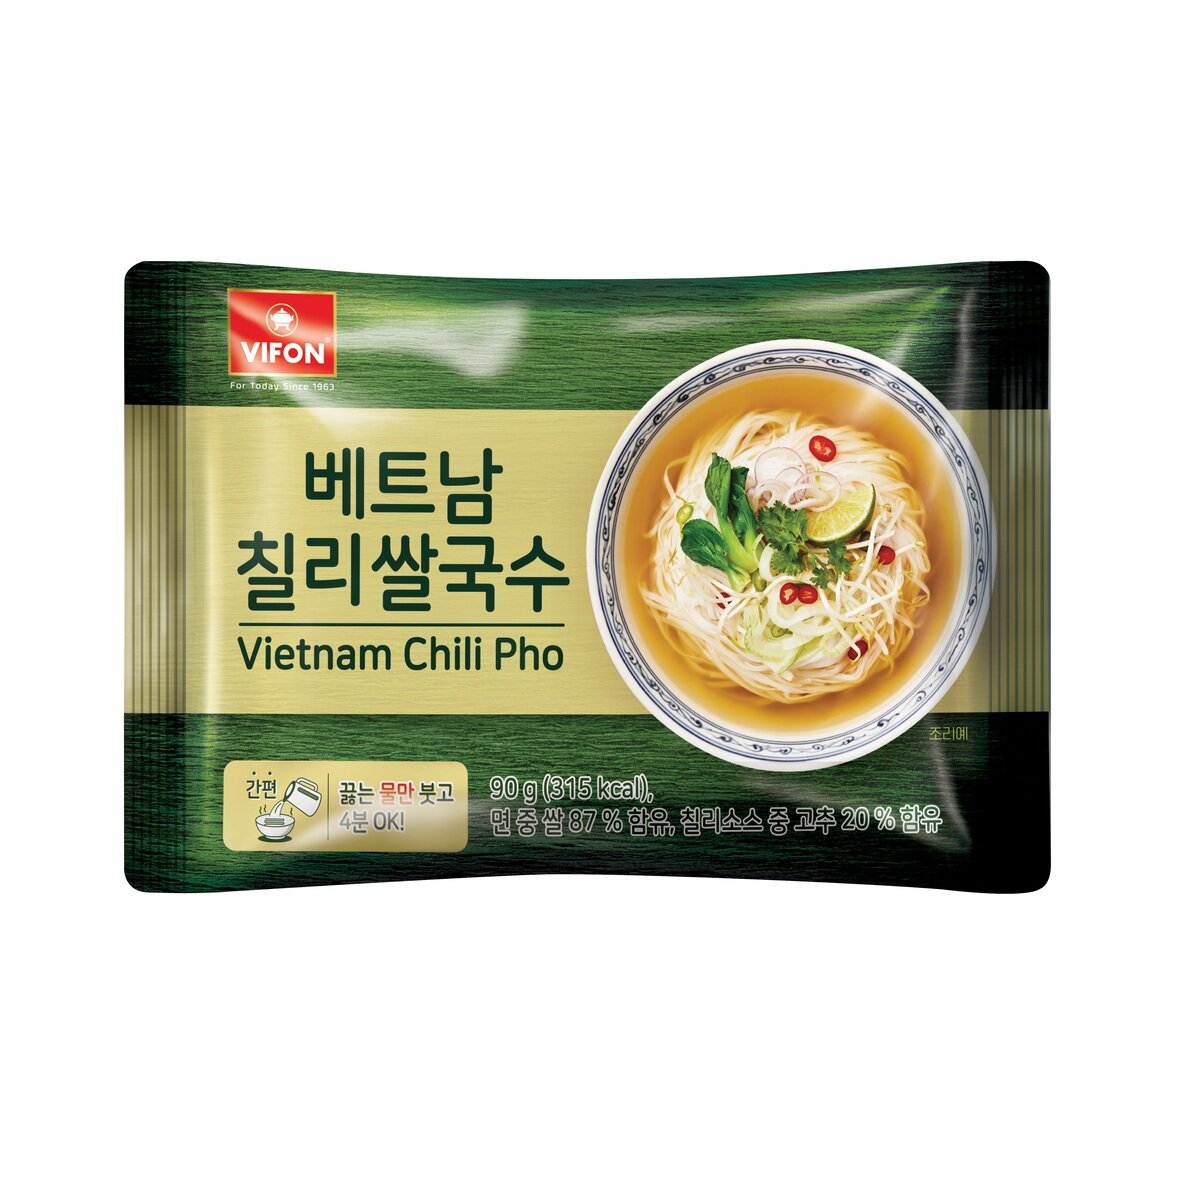 VIFON
For Today Since 1963
베트남
칠리쌀국수
Vietnam Chili Pho
조리예
간편
끓는 물만 붓고
4분 OK!
90 g (315 kcal),
면 중 쌀 87 % 함유, 칠리소스 중 고추 20 % 함유